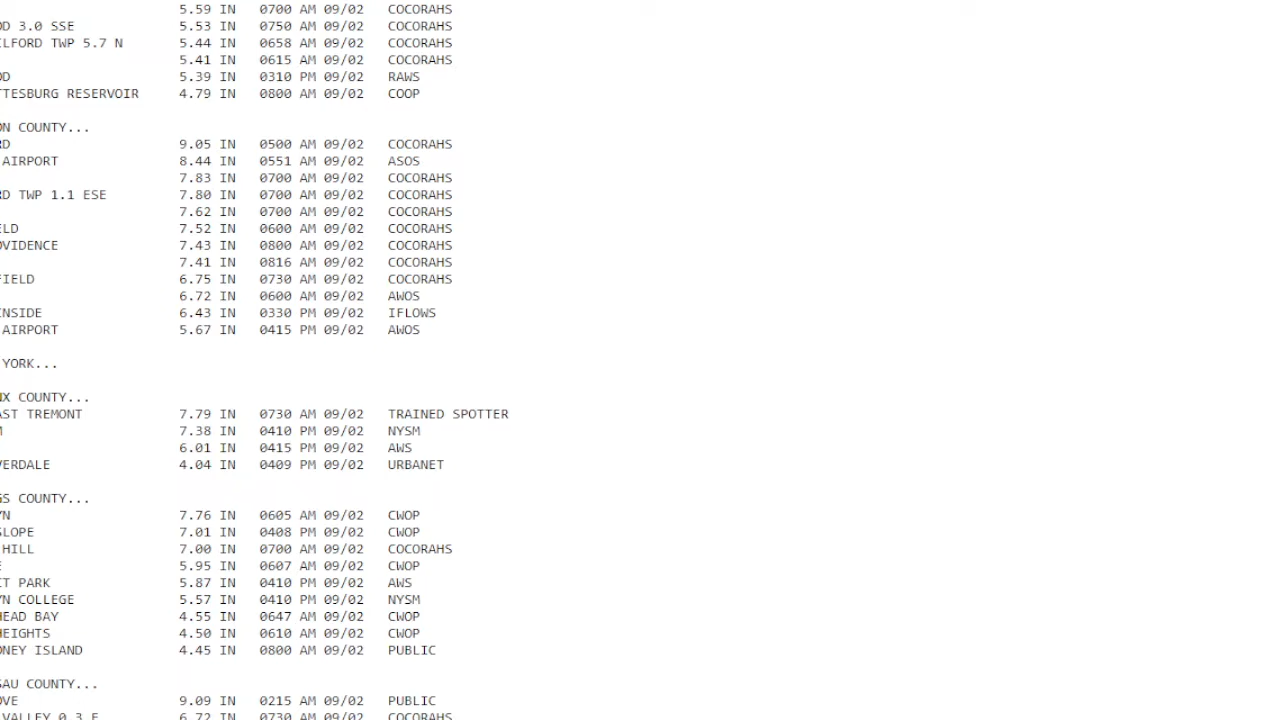 5.59 IN 0700 AM 09/02 COCORAHS
OD 3.0 SSE 5.53 IN 0750 AM 09/02 COCORAHS
LFORD TWP 5.7 N 5.44 IN 0658 AM 09/02 COCORAHS
5.41 IN 0615 AM 09/02 COCORAHS
OD 5.39 IN 0310 PM 09/02 RAWS
TTESBURG RESERVOIR 4.79 IN 0800 AM 09/02 COOP
ON COUNTY...
RD 9.05 IN 0500 AM 09/02 COCORAHS
AIRPORT 8.44 IN 0551 AM 09/02 ASOS
7.83 IN 0700 AM 09/02 COCORAHS
RD TWP 1.1 ESE 7.80 IN 0700 AM 09/02 COCORAHS
7.62 IN 0700 AM 09/02 COCORAHS
ELD 7.52 IN 0600 AM 09/02 COCORAHS
OVIDENCE 7.43 IN 0800 AM 09/02 COCORAHS
7.41 IN 0816 AM 09/02 COCORAHS
FIELD 6.75 IN 0730 AM 09/02 COCORAHS
6.72 IN 0600 AM 09/02 AWOS
INSIDE 6.43 IN 0330 PM 09/02 IFLOWS
AIRPORT 5.67 IN 0415 PM 09/02 AWOS
YORK...
NX COUNTY...
AST TREMONT 7.79 IN 0730 AM 09/02 TRAINED SPOTTER
M 7.38 IN 0410 PM 09/02 NYSM
6.01 IN 0415 PM 09/02 AWS
VERDALE 4.04 IN 0409 PM 09/02 URBANET
GS COUNTY...
YN 7.76 IN 0605 AM 09/02 CWOP
SLOPE 7.01 IN 0408 PM 09/02 CWOP
HILL 7.00 IN 0700 AM 09/02 COCORAHS
E 5.95 IN 0607 AM 09/02 CWOP
CT PARK 5.87 IN 0410 PM 09/02 AWS
YN COLLEGE 5.57 IN 0410 PM 09/02 NYSM
HEAD BAY 4.55 IN 0647 AM 09/02 CWOP
HEIGHTS 4.50 IN 0610 AM 09/02 CWOP
ONEY ISLAND 4.45 IN 0800 AM 09/02 PUBLIC
SAU COUNTY...
OVE 9.09 IN 0215 AM 09/02 PUBLIC
VALLEY 0.3 E 6.72 IN 0730 AM 09/02 COCORAHS